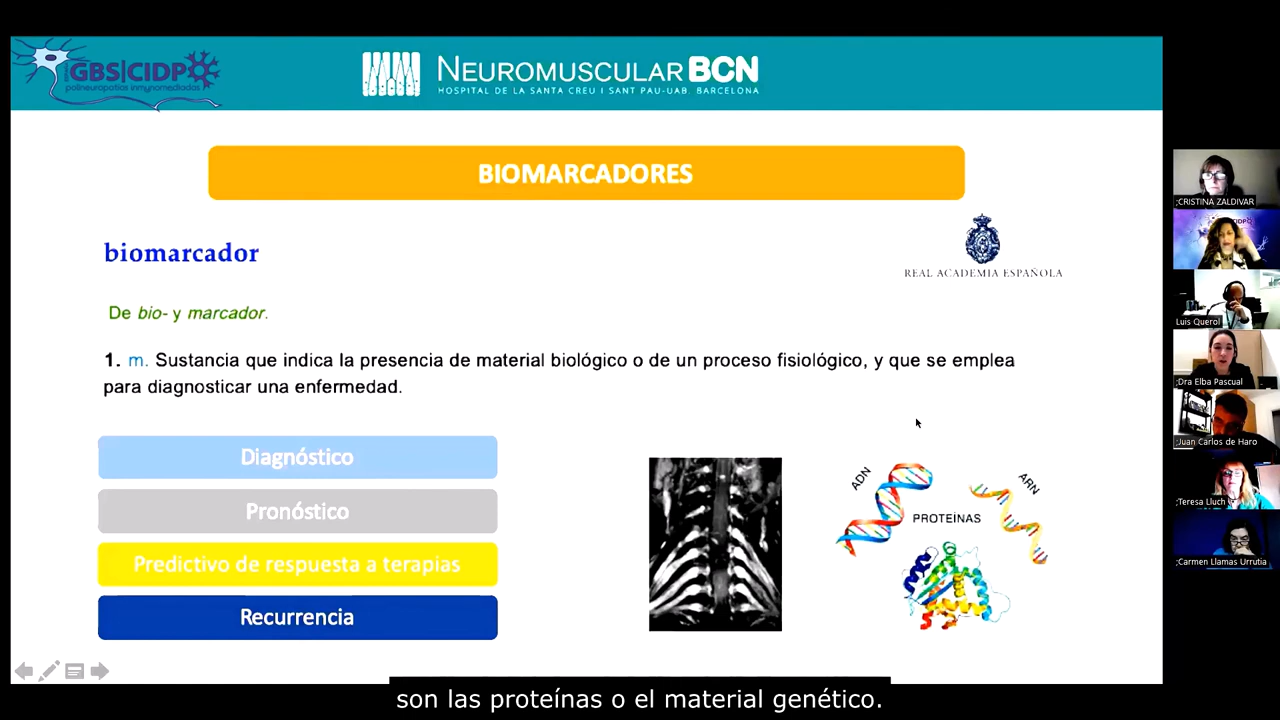 GBS|CIDP
polineuropatías inmunomediadas
NEUROMUSCULAR BCN
HOSPITAL DE LA SANTA CREU I SANT PAU-UAB. BARCELONA
BIOMARCADORES
biomarcador
REAL ACADEMIA ESPAÑOLA
De bio- y marcador.
1. m. Sustancia que indica la presencia de material biológico o de un proceso fisiológico, y que se emplea
para diagnosticar una enfermedad.
Diagnóstico
Pronóstico
Predictivo de respuesta a terapias
Recurrencia
ADN
ARN
PROTEÍNAS
;CRISTINA ZALDIVAR
Luis Querol
;Dra Elba Pascual
;Juan Carlos de Haro
;Teresa Lluch
;Carmen Llamas Urrutia
son las proteínas o el material genético.